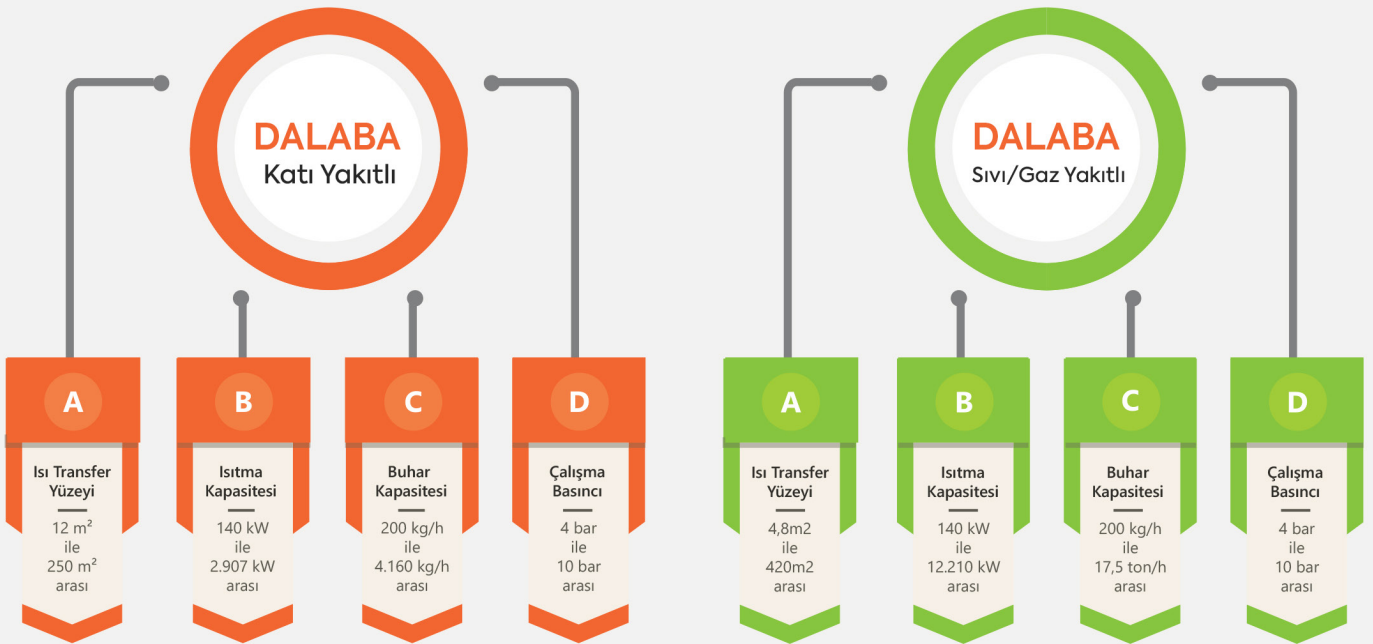 DALABA
Katı Yakıtlı
A
Isı Transfer
Yüzeyi
12 m²
ile
250 m²
arası
B
Isıtma
Kapasitesi
140 kW
ile
2.907 kW
arası
C
Buhar
Kapasitesi
200 kg/h
ile
4.160 kg/h
arası
D
Çalışma
Basıncı
4 bar
ile
10 bar
arası
DALABA
Sıvı/Gaz Yakıtlı
A
Isı Transfer
Yüzeyi
4,8m2
ile
420m2
arası
B
Isıtma
Kapasitesi
140 kW
ile
12.210 kW
arası
C
Buhar
Kapasitesi
200 kg/h
ile
17,5 ton/h
arası
D
Çalışma
Basıncı
4 bar
ile
10 bar
arası